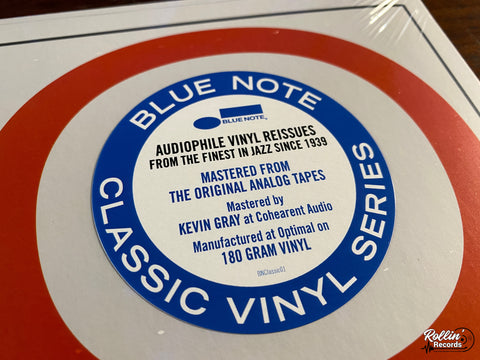 BLUE NOTE
CLASSIC VINYL SERIES
BLUE NOTE
AUDIOPHILE VINYL REISSUES
FROM THE FINEST IN JAZZ SINCE 1939
MASTERED FROM
THE ORIGINAL ANALOG TAPES
Mastered by
KEVIN GRAY at Cohearent Audio
Manufactured at Optimal on
180 GRAM VINYL
BNClassic01
Rollin'
Records